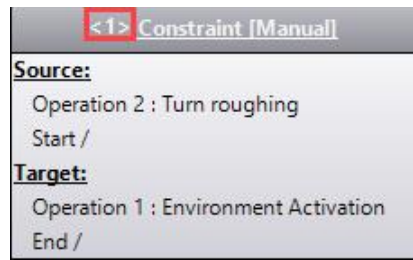 <1> Constraint [Manual]
Source:
Operation 2 : Turn roughing
Start /
Target:
Operation 1 : Environment Activation
End /